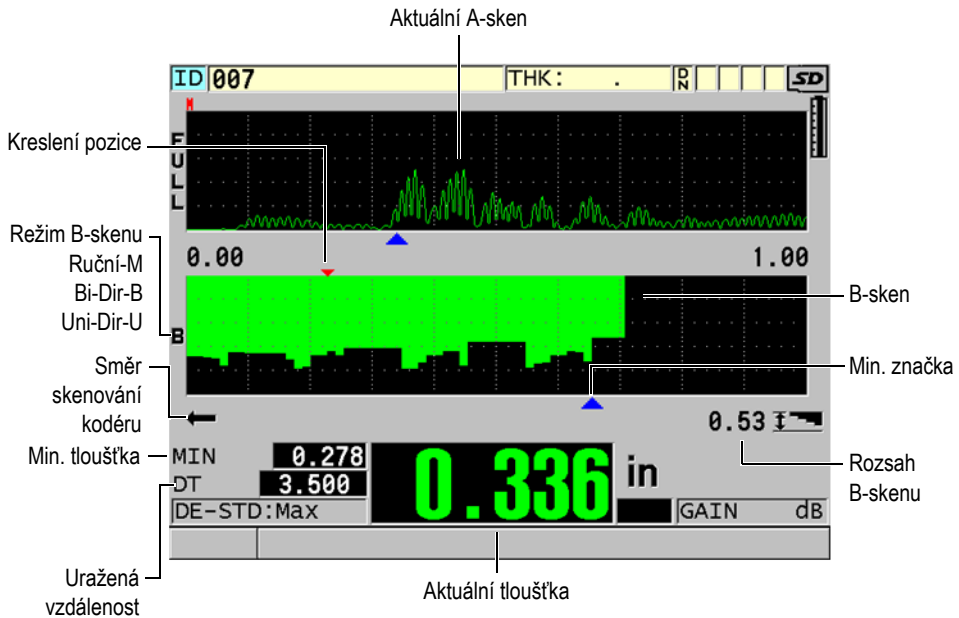 Aktuální A-sken
ID 007 THK: . DN SD
Kreslení pozice
FULL
Režim B-skenu
Ruční-M
Bi-Dir-B
Uni-Dir-U
0.00 1.00
B
B-sken
Směr
skenování
kodéru
Min. značka
0.53
Min. tloušťka
MIN 0.278
DT 3.500
0.336 in
Rozsah
B-skenu
DE-STD:Max GAIN dB
Uražená
vzdálenost
Aktuální tloušťka